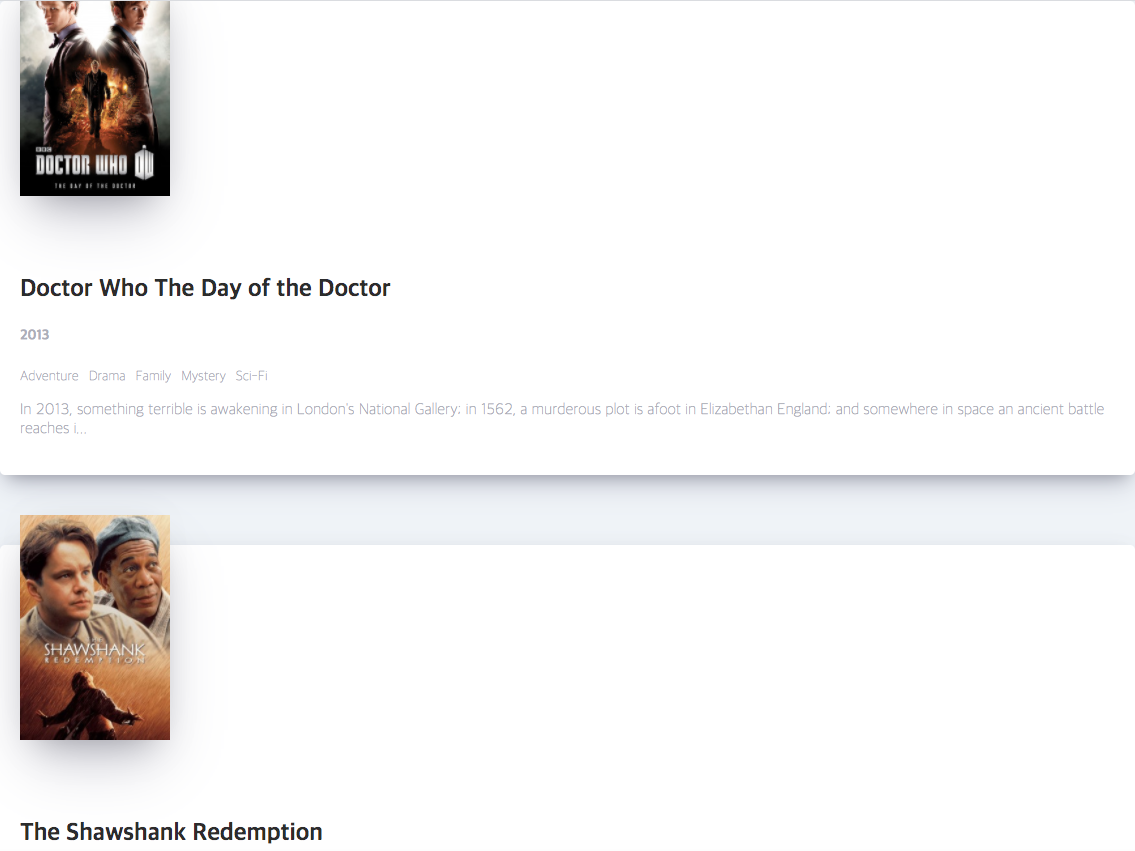 BBC
DOCTOR WHO
THE DAY OF THE DOCTOR
Doctor Who The Day of the Doctor
2013
Adventure Drama Family Mystery Sci-Fi
In 2013, something terrible is awakening in London's National Gallery; in 1562, a murderous plot is afoot in Elizabethan England; and somewhere in space an ancient battle
reaches i...
SHAWSHANK
REDEMPTION
The Shawshank Redemption